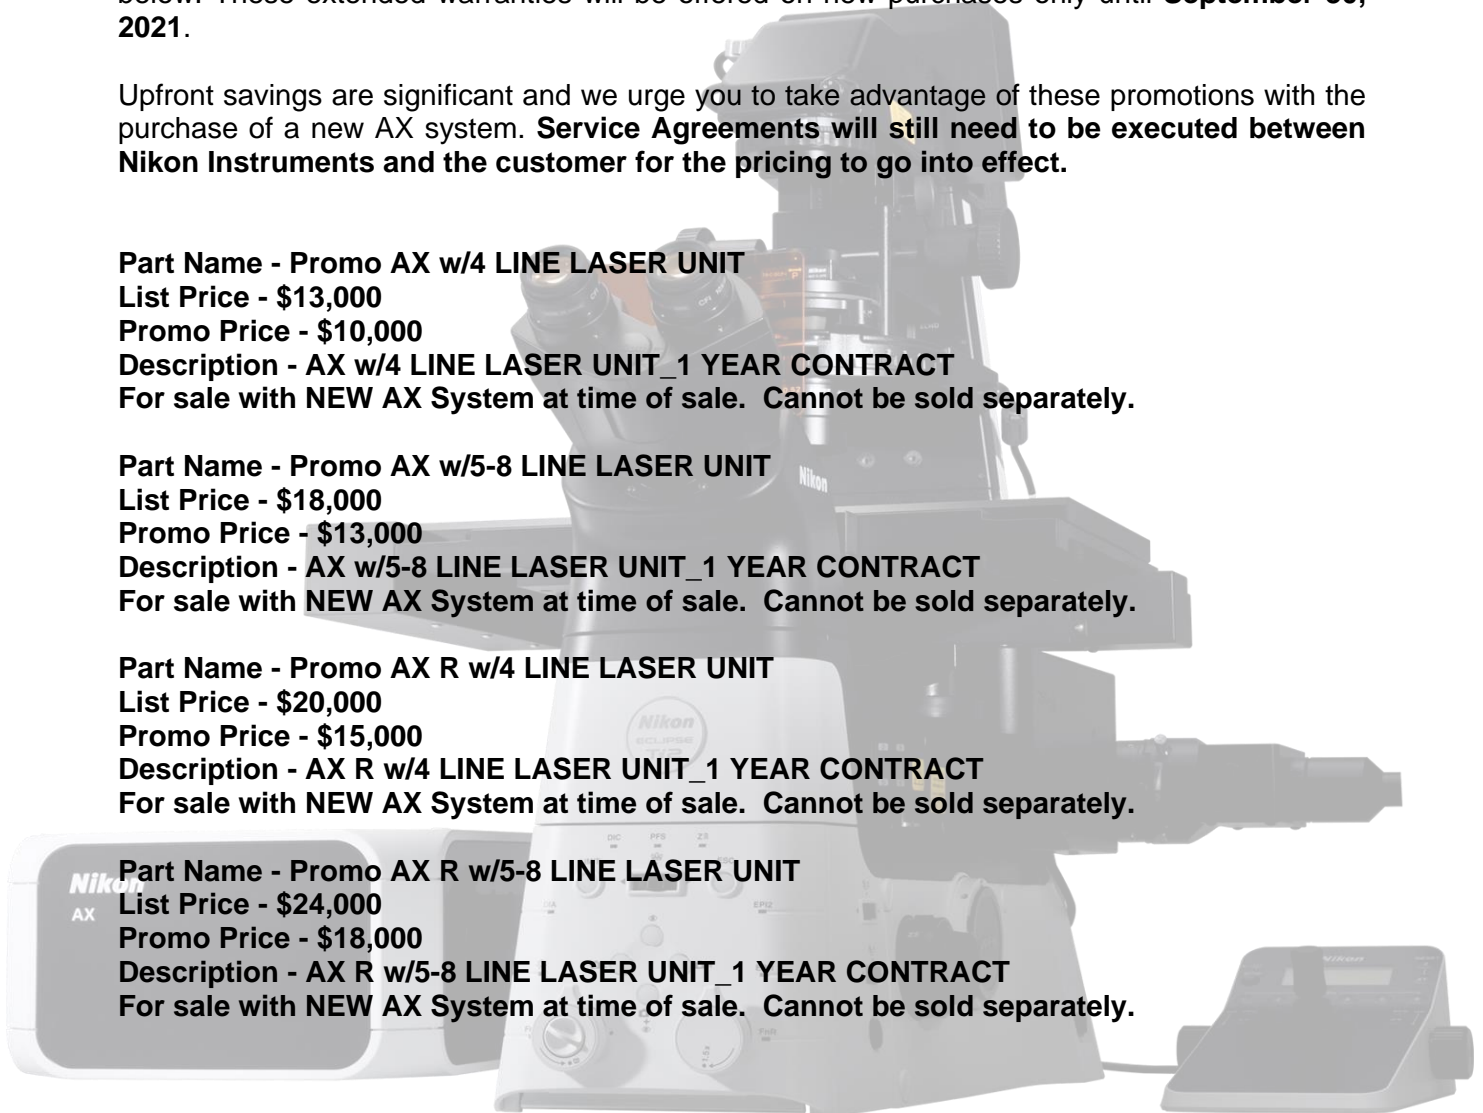 below. These extended warranties will be offered on new purchases only until September 30,
2021.
Upfront savings are significant and we urge you to take advantage of these promotions with the
purchase of a new AX system. Service Agreements will still need to be executed between
Nikon Instruments and the customer for the pricing to go into effect.
Part Name - Promo AX w/4 LINE LASER UNIT
List Price - $13,000
Promo Price - $10,000
Description - AX w/4 LINE LASER UNIT_1 YEAR CONTRACT
For sale with NEW AX System at time of sale. Cannot be sold separately.
Part Name - Promo AX w/5-8 LINE LASER UNIT
List Price - $18,000
Promo Price - $13,000
Description - AX w/5-8 LINE LASER UNIT_1 YEAR CONTRACT
For sale with NEW AX System at time of sale. Cannot be sold separately.
Nikon
Part Name - Promo AX R w/4 LINE LASER UNIT
List Price - $20,000
Promo Price - $15,000
Description - AX R w/4 LINE LASER UNIT_1 YEAR CONTRACT
For sale with NEW AX System at time of sale. Cannot be sold separately.
Nikon
ECLIPSE
Ti2
DIC PFS
Part Name - Promo AX R w/5-8 LINE LASER UNIT
List Price - $24,000
Promo Price - $18,000
Description - AX R w/5-8 LINE LASER UNIT_1 YEAR CONTRACT
For sale with NEW AX System at time of sale. Cannot be sold separately.
Nikon
AX
EPI2
Nikon